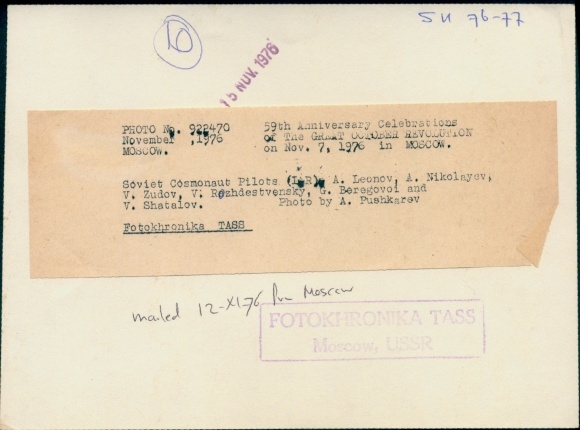 10
SU 76-77
15 NOV. 1976
PHOTO No. 922470
November ,1976
MOSCOW.
59th Anniversary Celebrations
of The GREAT OCTOBER REVOLUTION
on Nov. 7, 1976 in MOSCOW.
Soviet Cosmonaut Pilots (L-R) A. Leonov, A. Nikolayev,
V. Zudov, V. Rozhdestvensky, G. Beregovoi and
V. Shatalov. Photo by A. Pushkarev
Fotokhronika TASS
mailed 12-XI-76 from Moscow
FOTOKHRONIKA TASS
Moscow, USSR